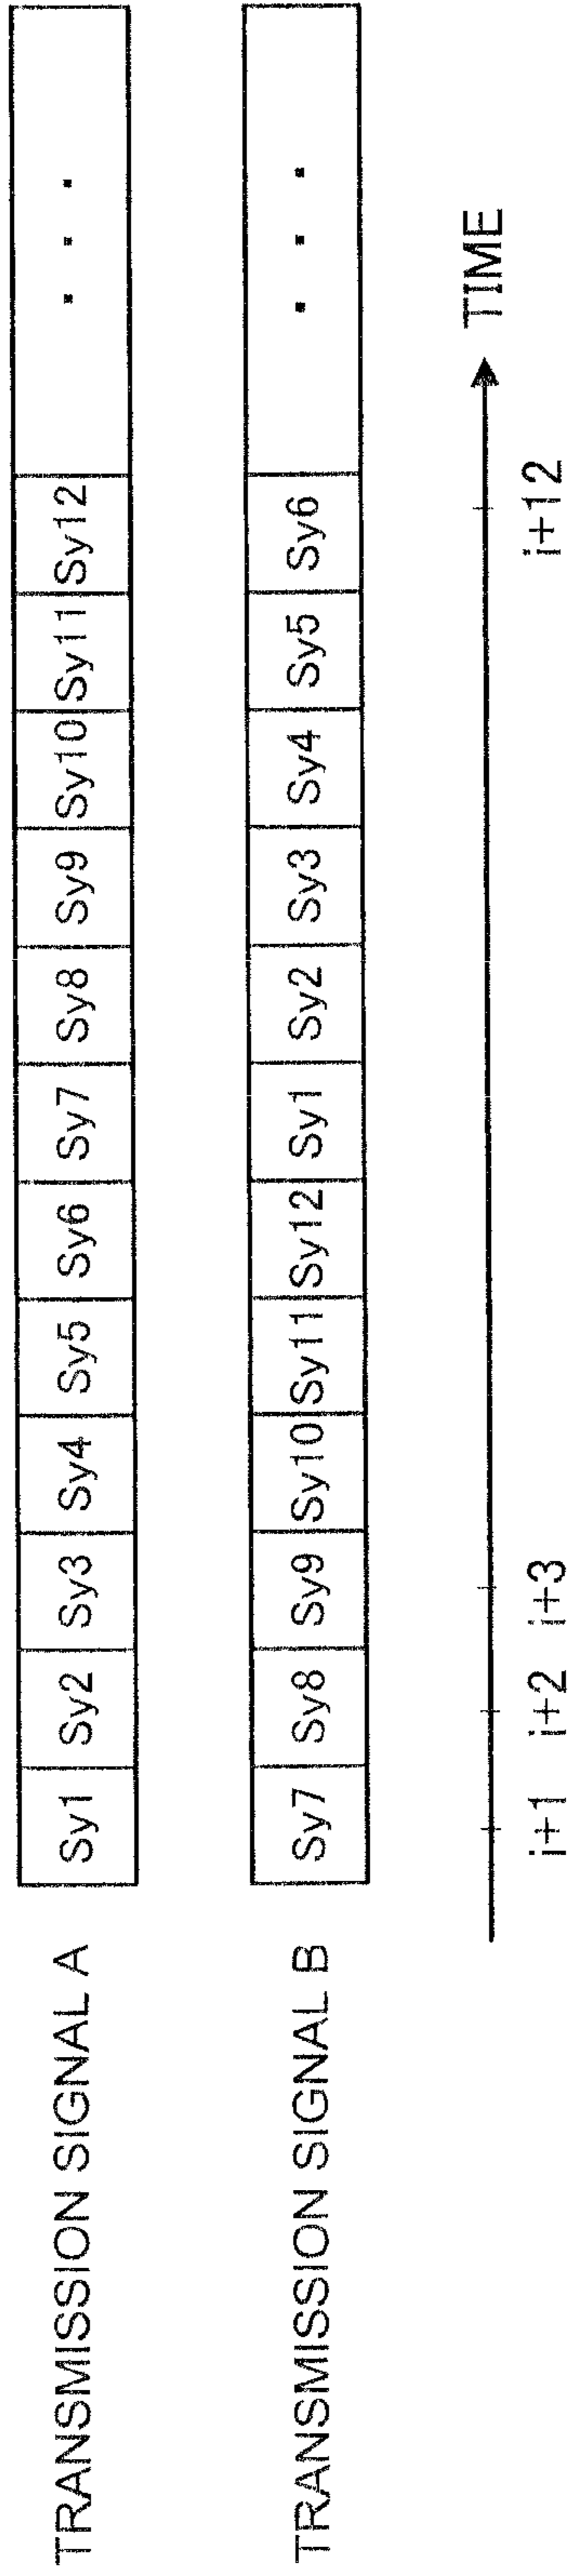 TRANSMISSION SIGNAL A Sy1 Sy2 Sy3 Sy4 Sy5 Sy6 Sy7 Sy8 Sy9 Sy10 Sy11 Sy12 . . .
TRANSMISSION SIGNAL B Sy7 Sy8 Sy9 Sy10 Sy11 Sy12 Sy1 Sy2 Sy3 Sy4 Sy5 Sy6 . . .
TIME
i+1 i+2 i+3 i+12